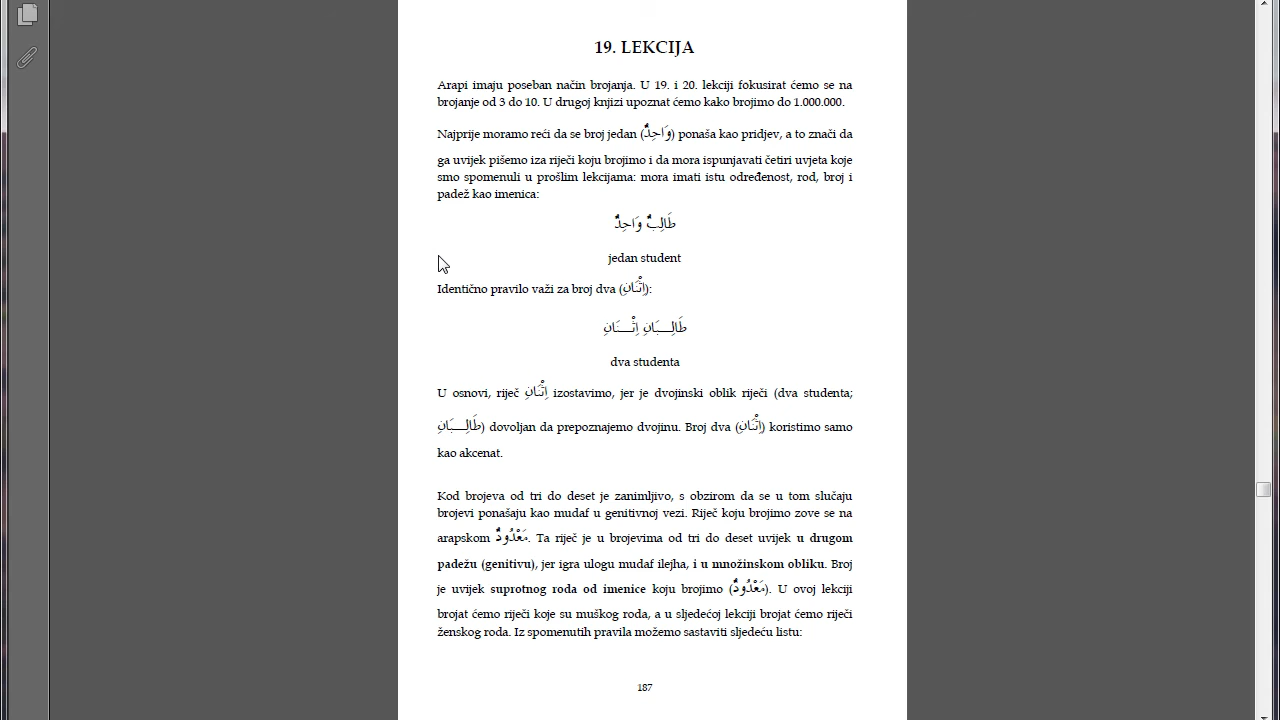 19. LEKCIJA
Arapi imaju poseban način brojanja. U 19. i 20. lekciji fokusirat ćemo se na
brojanje od 3 do 10. U drugoj knjizi upoznat ćemo kako brojimo do 1.000.000.
Najprije moramo reći da se broj jedan (وَاحِدٌ) ponaša kao pridjev, a to znači da
ga uvijek pišemo iza riječi koju brojimo i da mora ispunjavati četiri uvjeta koje
smo spomenuli u prošlim lekcijama: mora imati istu određenost, rod, broj i
padež kao imenica:
طَالِبٌ وَاحِدٌ
jedan student
Identično pravilo važi za broj dva (اِثْنَانِ):
طَالِـــبَانِ اِثْـــنَانِ
dva studenta
U osnovi, riječ اِثْنَانِ izostavimo, jer je dvojinski oblik riječi (dva studenta;
طَالِـــبَانِ) dovoljan da prepoznajemo dvojinu. Broj dva (اِثْنَانِ) koristimo samo
kao akcenat.
Kod brojeva od tri do deset je zanimljivo, s obzirom da se u tom slučaju
brojevi ponašaju kao mudaf u genitivnoj vezi. Riječ koju brojimo zove se na
arapskom مَعْدُودٌ. Ta riječ je u brojevima od tri do deset uvijek u drugom
padežu (genitivu), jer igra ulogu mudaf ilejha, i u množinskom obliku. Broj
je uvijek suprotnog roda od imenice koju brojimo (مَعْدُودٌ). U ovoj lekciji
brojat ćemo riječi koje su muškog roda, a u sljedećoj lekciji brojat ćemo riječi
ženskog roda. Iz spomenutih pravila možemo sastaviti sljedeću listu:
187